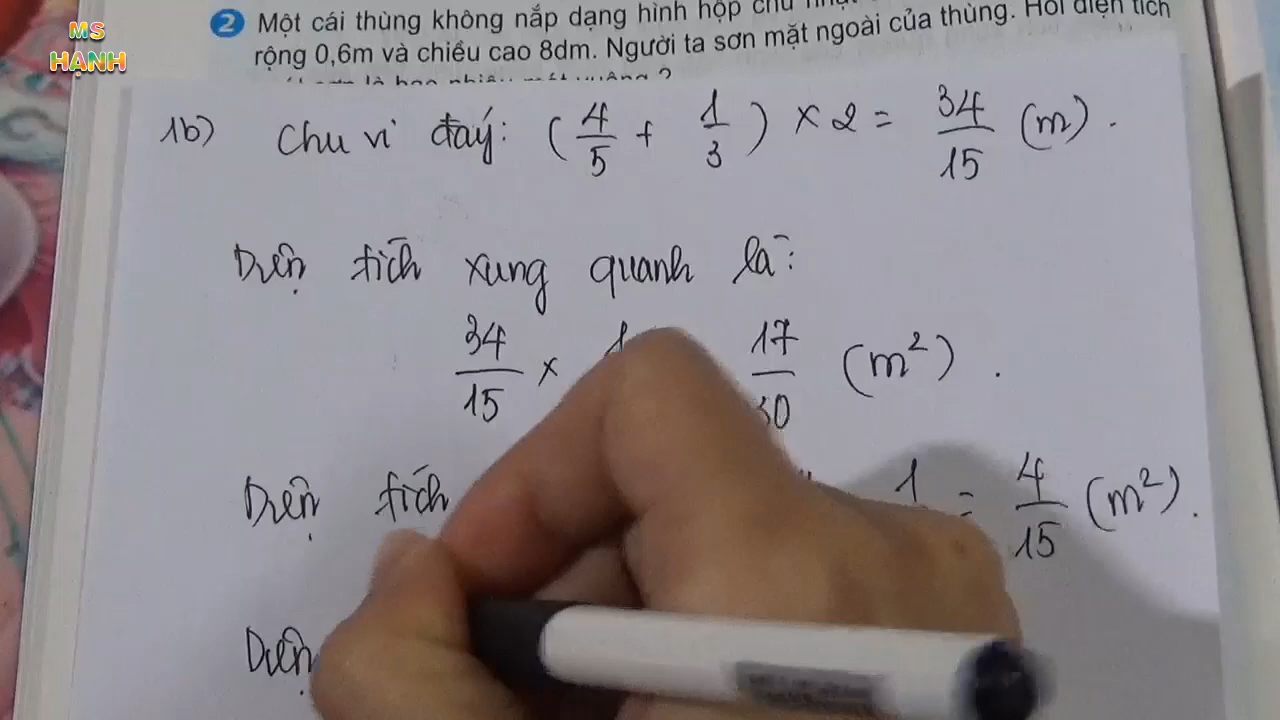 MS
HẠNH
2 Một cái thùng không nắp dạng hình hộp chữ
rộng 0,6m và chiều cao 8dm. Người ta sơn mặt ngoài của thùng. Hỏi diện tích
1b) Chu vi đáy: (4/5 + 1/3) × 2 = 34/15 (m).
Diện tích xung quanh là:
34/15 × 17/30 (m²).
Diện tích = 4/15 (m²).
Diện